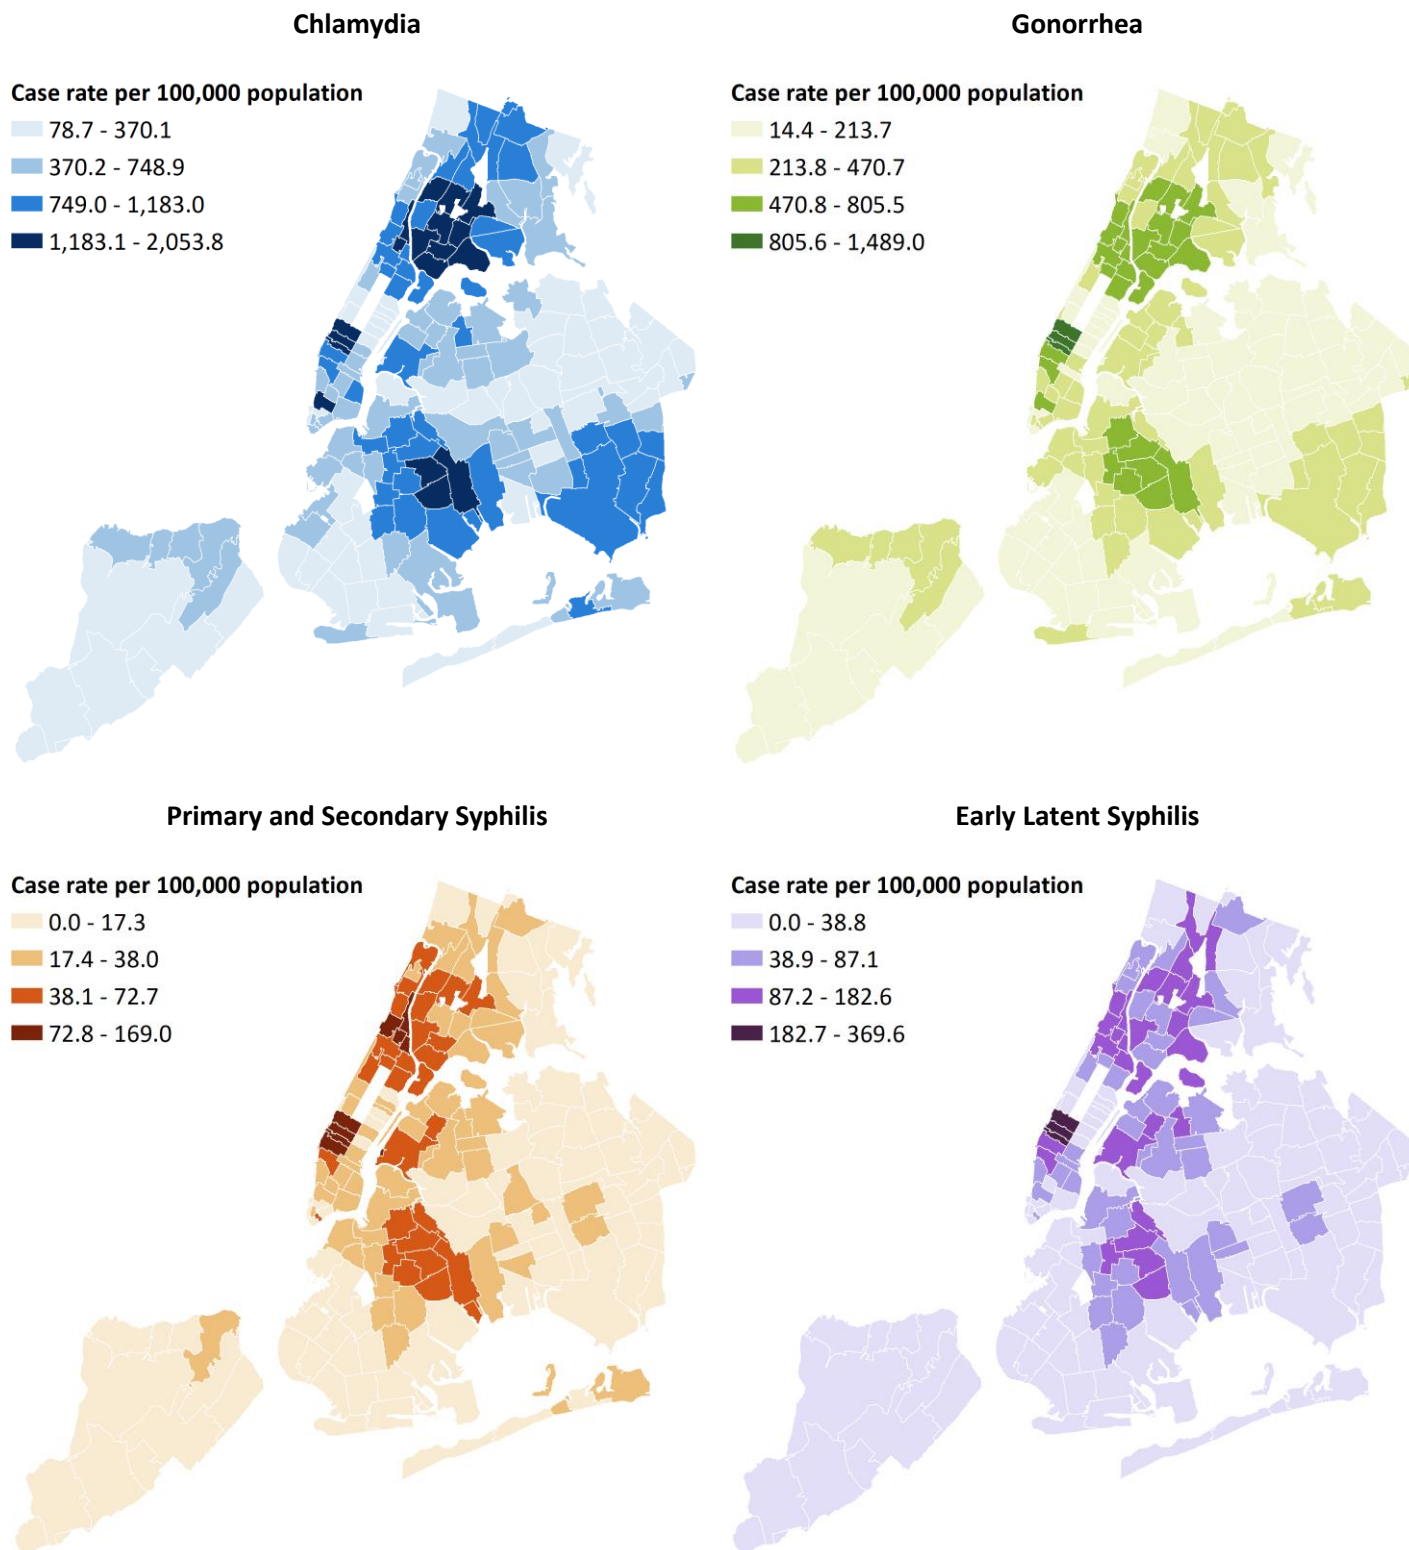 Chlamydia
Case rate per 100,000 population
78.7 - 370.1
370.2 - 748.9
749.0 - 1,183.0
1,183.1 - 2,053.8
Gonorrhea
Case rate per 100,000 population
14.4 - 213.7
213.8 - 470.7
470.8 - 805.5
805.6 - 1,489.0
Primary and Secondary Syphilis
Case rate per 100,000 population
0.0 - 17.3
17.4 - 38.0
38.1 - 72.7
72.8 - 169.0
Early Latent Syphilis
Case rate per 100,000 population
0.0 - 38.8
38.9 - 87.1
87.2 - 182.6
182.7 - 369.6